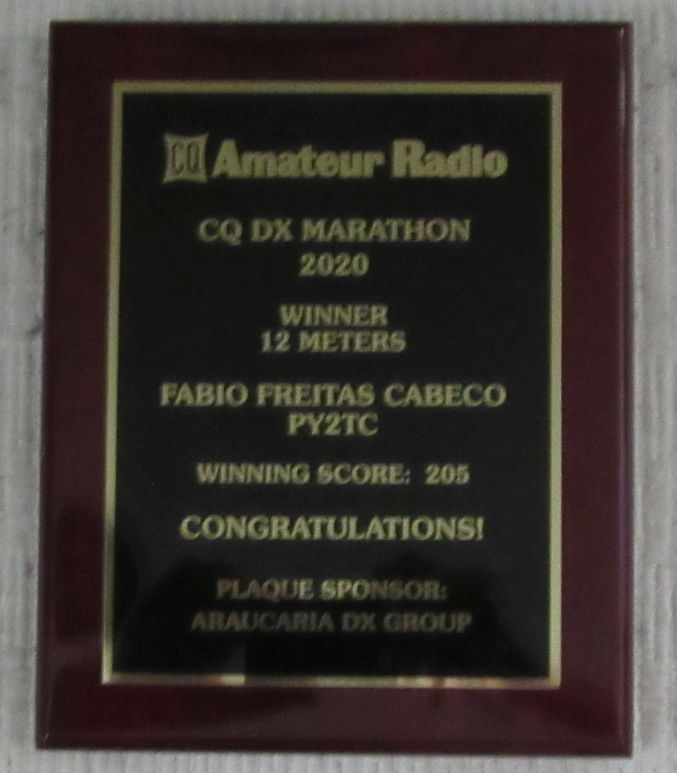 CQ Amateur Radio
CQ DX MARATHON
2020
WINNER
12 METERS
FABIO FREITAS CABECO
PY2TC
WINNING SCORE: 205
CONGRATULATIONS!
PLAQUE SPONSOR:
ARAUCARIA DX GROUP